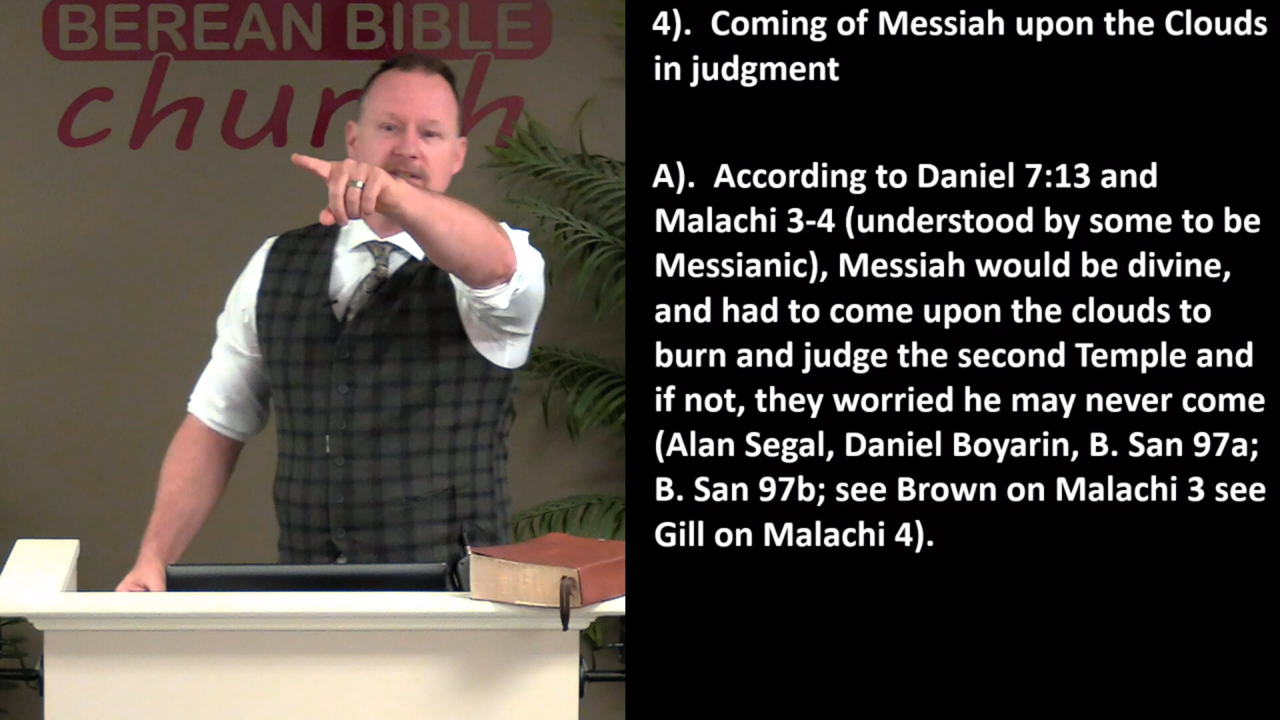 BEREAN BIBLE
church
4). Coming of Messiah upon the Clouds
in judgment
A). According to Daniel 7:13 and
Malachi 3-4 (understood by some to be
Messianic), Messiah would be divine,
and had to come upon the clouds to
burn and judge the second Temple and
if not, they worried he may never come
(Alan Segal, Daniel Boyarin, B. San 97a;
B. San 97b; see Brown on Malachi 3 see
Gill on Malachi 4).